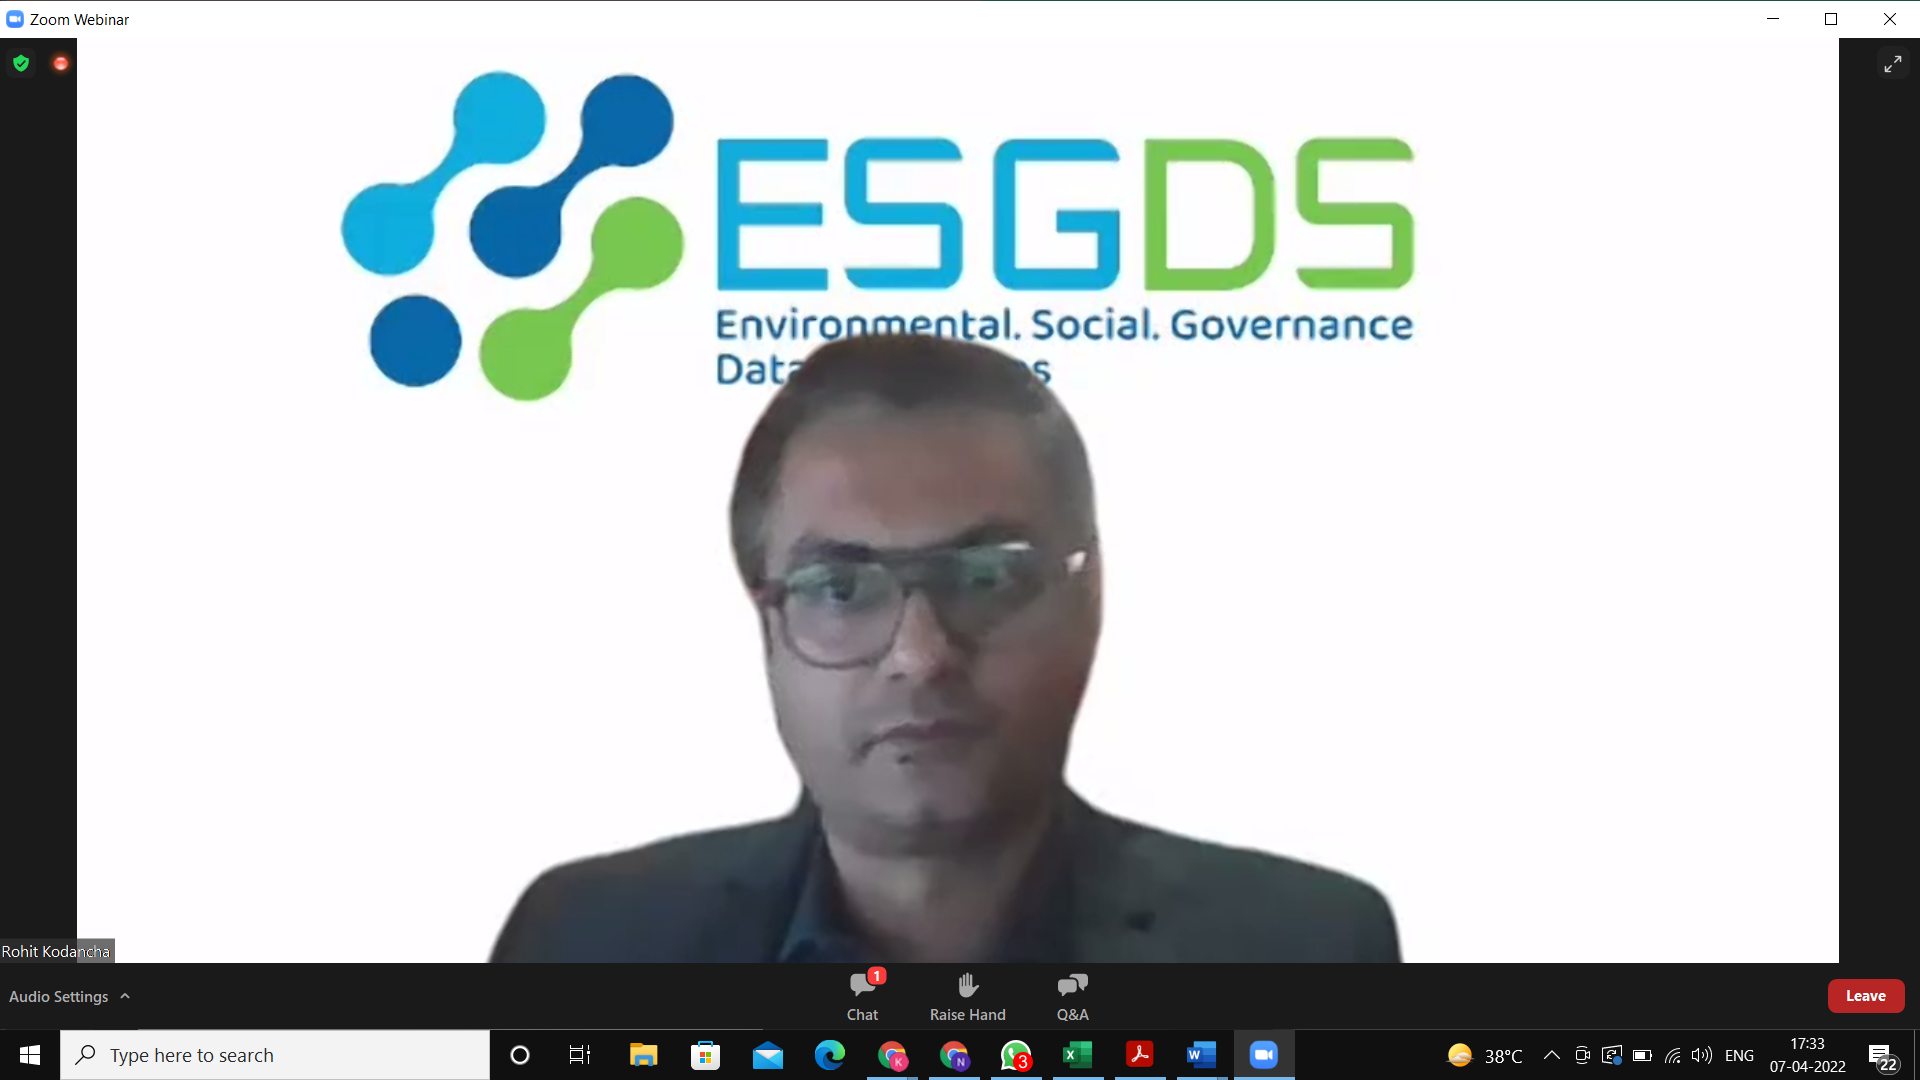 Zoom Webinar
ESGDS
Environmental. Social. Governance
Data
Rohit Kodancha
Audio Settings
1
Chat
Raise Hand
Q&A
Leave
Type here to search
K
N
3
38°C
ENG
17:33
07-04-2022
22